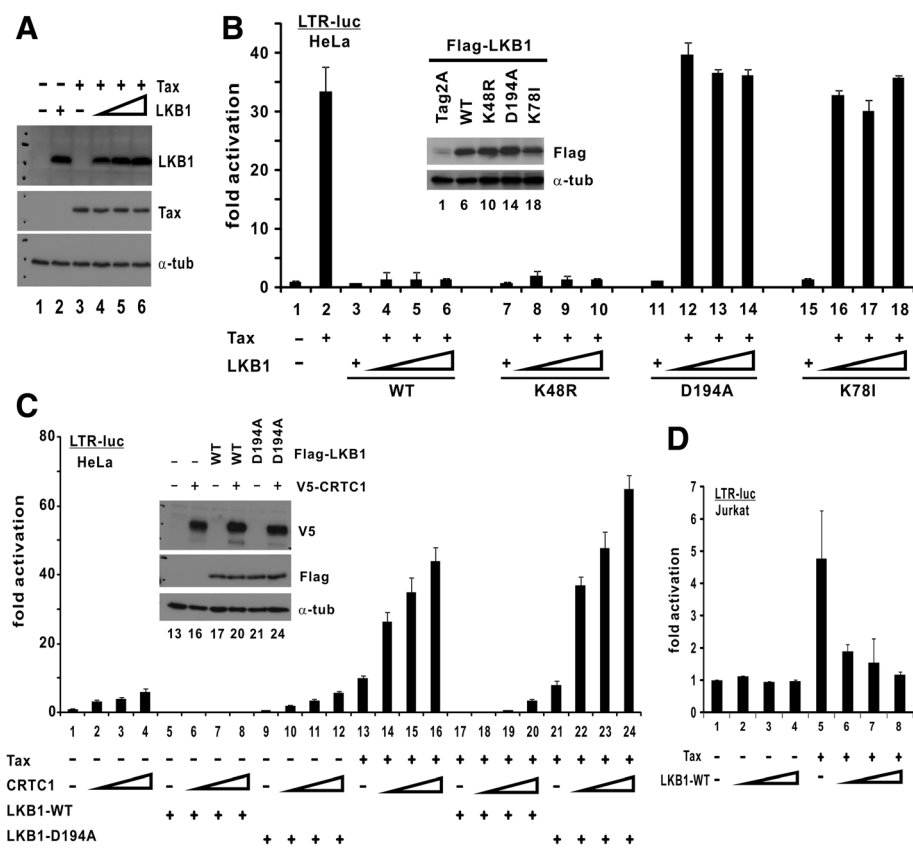 A
– – + + + + Tax
– + – LKB1
LKB1
Tax
α-tub
1 2 3 4 5 6
B
LTR-luc
HeLa
fold activation
40
30
20
10
0
Flag-LKB1
Tag2A WT K48R D194A K78I
Flag
α-tub
1 6 10 14 18
1 2 3 4 5 6 7 8 9 10 11 12 13 14 15 16 17 18
Tax – + + + + + + + + + + + + +
LKB1 – + + + +
WT K48R D194A K78I
C
LTR-luc
HeLa
fold activation
80
60
40
20
0
– – WT WT D194A D194A Flag-LKB1
– + – + – + V5-CRTC1
V5
Flag
α-tub
13 16 17 20 21 24
1 2 3 4 5 6 7 8 9 10 11 12 13 14 15 16 17 18 19 20 21 22 23 24
Tax – – – – – – – – – – – – + + + + + + + + + + + +
CRTC1 – – – – – –
LKB1-WT + + + + + + + +
LKB1-D194A + + + + + + + +
D
LTR-luc
Jurkat
fold activation
7
6
5
4
3
2
1
0
1 2 3 4 5 6 7 8
Tax – – – – + + + +
LKB1-WT – –